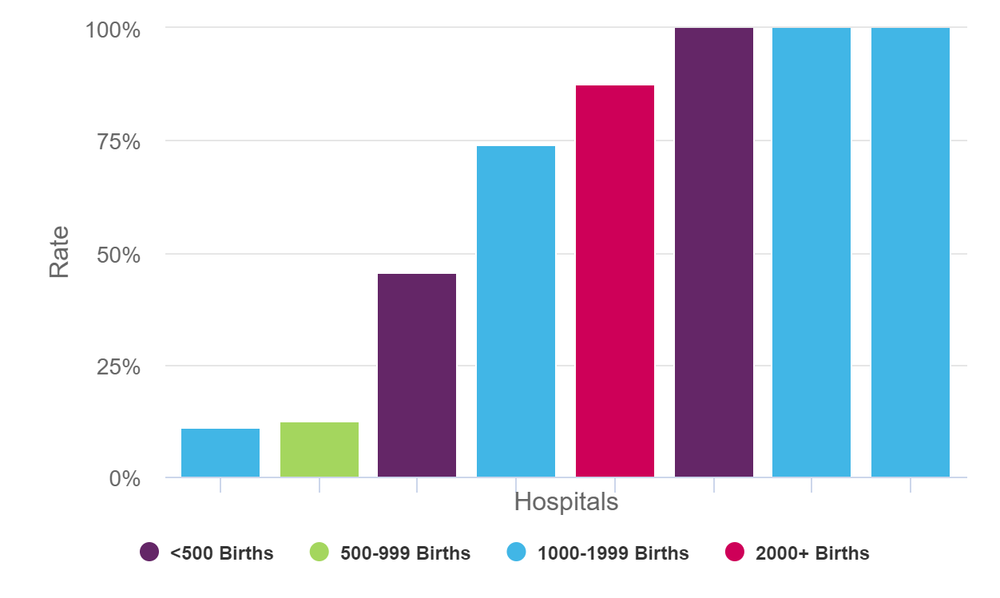 100%
75%
50%
25%
0%
Rate
Hospitals
<500 Births
500-999 Births
1000-1999 Births
2000+ Births